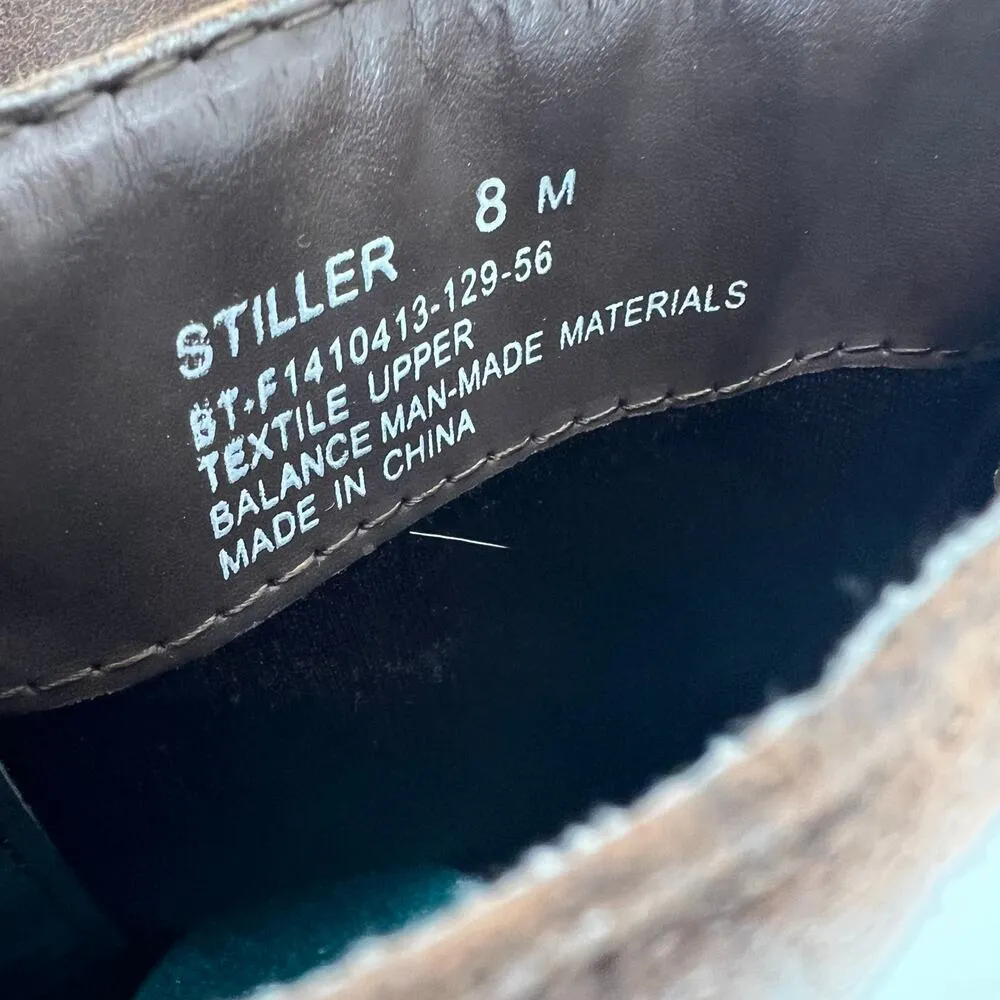 STILLER 8 M
BT.F1410413-129-56
TEXTILE UPPER
BALANCE MAN-MADE MATERIALS
MADE IN CHINA